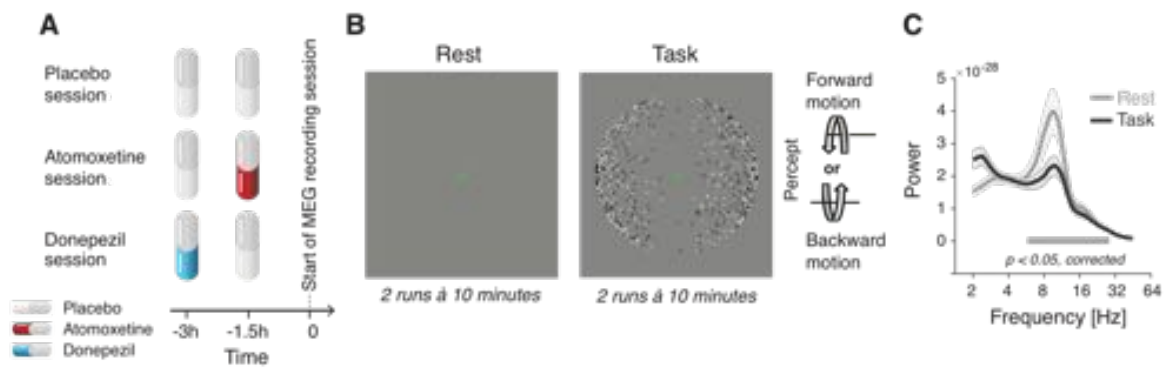 A
Placebo
session
Atomoxetine
session
Donepezil
session
Placebo
Atomoxetine
Donepezil
-3h
-1.5h
0
Time
Start of MEG recording session
B
Rest
Task
2 runs à 10 minutes
2 runs à 10 minutes
Percept
Forward
motion
or
Backward
motion
C
×10⁻²⁸
5
4
3
2
1
0
Power
Rest
Task
p < 0.05, corrected
2
4
8
16
32
64
Frequency [Hz]